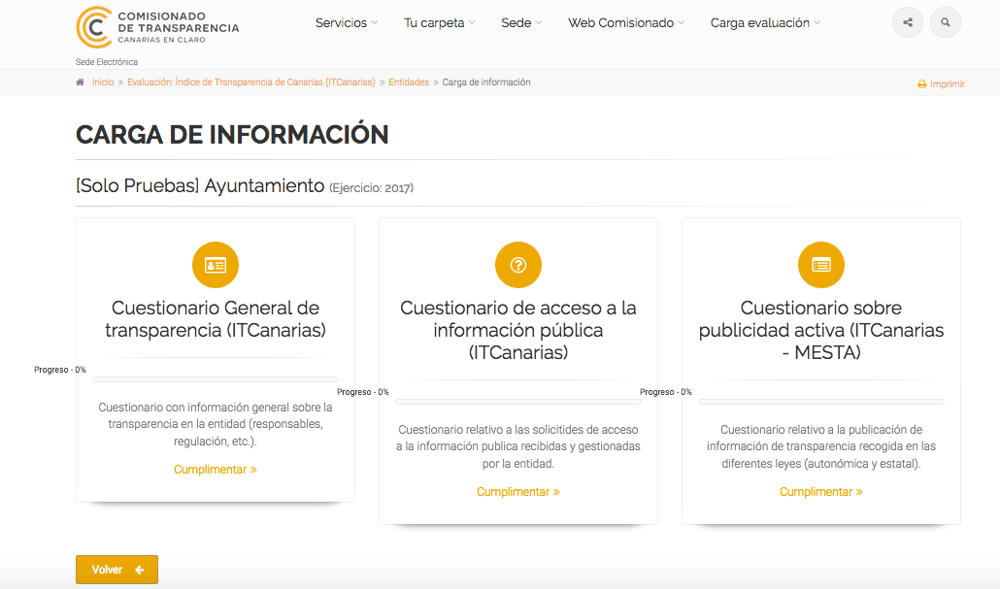 COMISIONADO
DE TRANSPARENCIA
CANARIAS EN CLARO
Sede Electrónica
Servicios
Tu carpeta
Sede
Web Comisionado
Carga evaluación
Inicio » Evaluación: Índice de Transparencia de Canarias (ITCanarias) » Entidades » Carga de información
Imprimir
CARGA DE INFORMACIÓN
[Solo Pruebas] Ayuntamiento (Ejercicio: 2017)
Cuestionario General de
transparencia (ITCanarias)
Progreso - 0%
Cuestionario con información general sobre la
transparencia en la entidad (responsables,
regulación, etc.).
Cumplimentar »
Cuestionario de acceso a la
información pública
(ITCanarias)
Progreso - 0%
Cuestionario relativo a las solicitides de acceso
a la información publica recibidas y gestionadas
por la entidad.
Cumplimentar »
Cuestionario sobre
publicidad activa (ITCanarias
- MESTA)
Progreso - 0%
Cuestionario relativo a la publicación de
información de transparencia recogida en las
diferentes leyes (autonómica y estatal).
Cumplimentar »
Volver